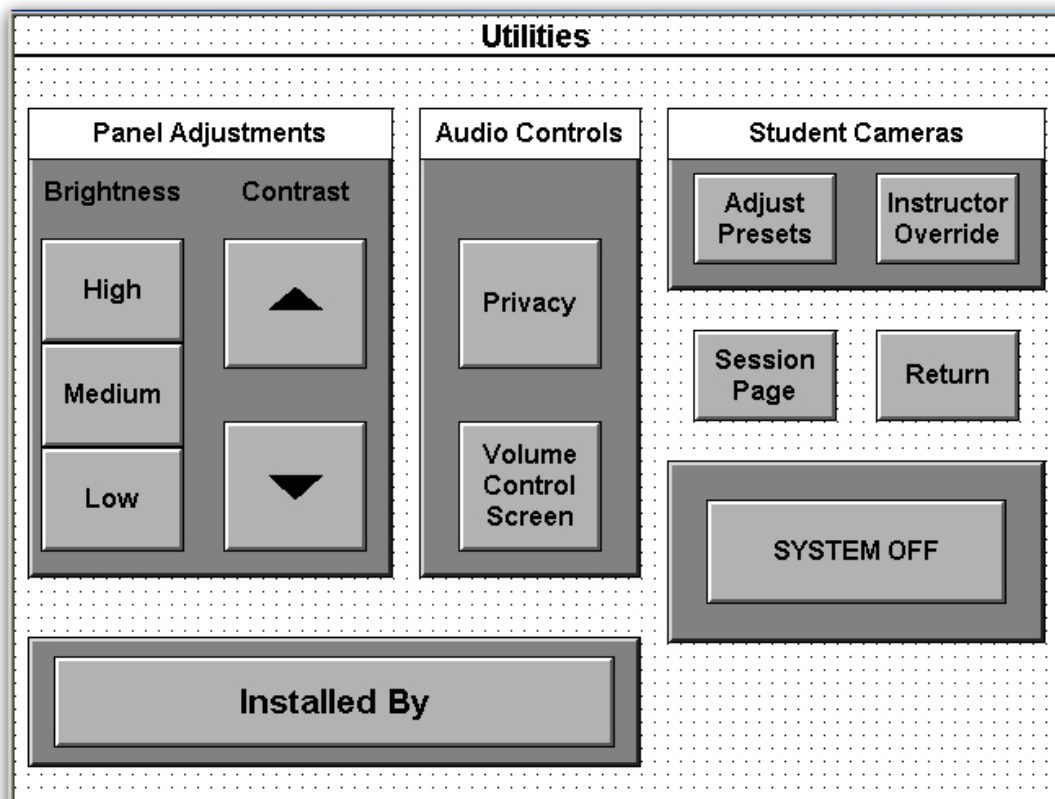 Utilities
Panel Adjustments
Brightness
Contrast
High
Medium
Low
Audio Controls
Privacy
Volume
Control
Screen
Student Cameras
Adjust
Presets
Instructor
Override
Session
Page
Return
SYSTEM OFF
Installed By